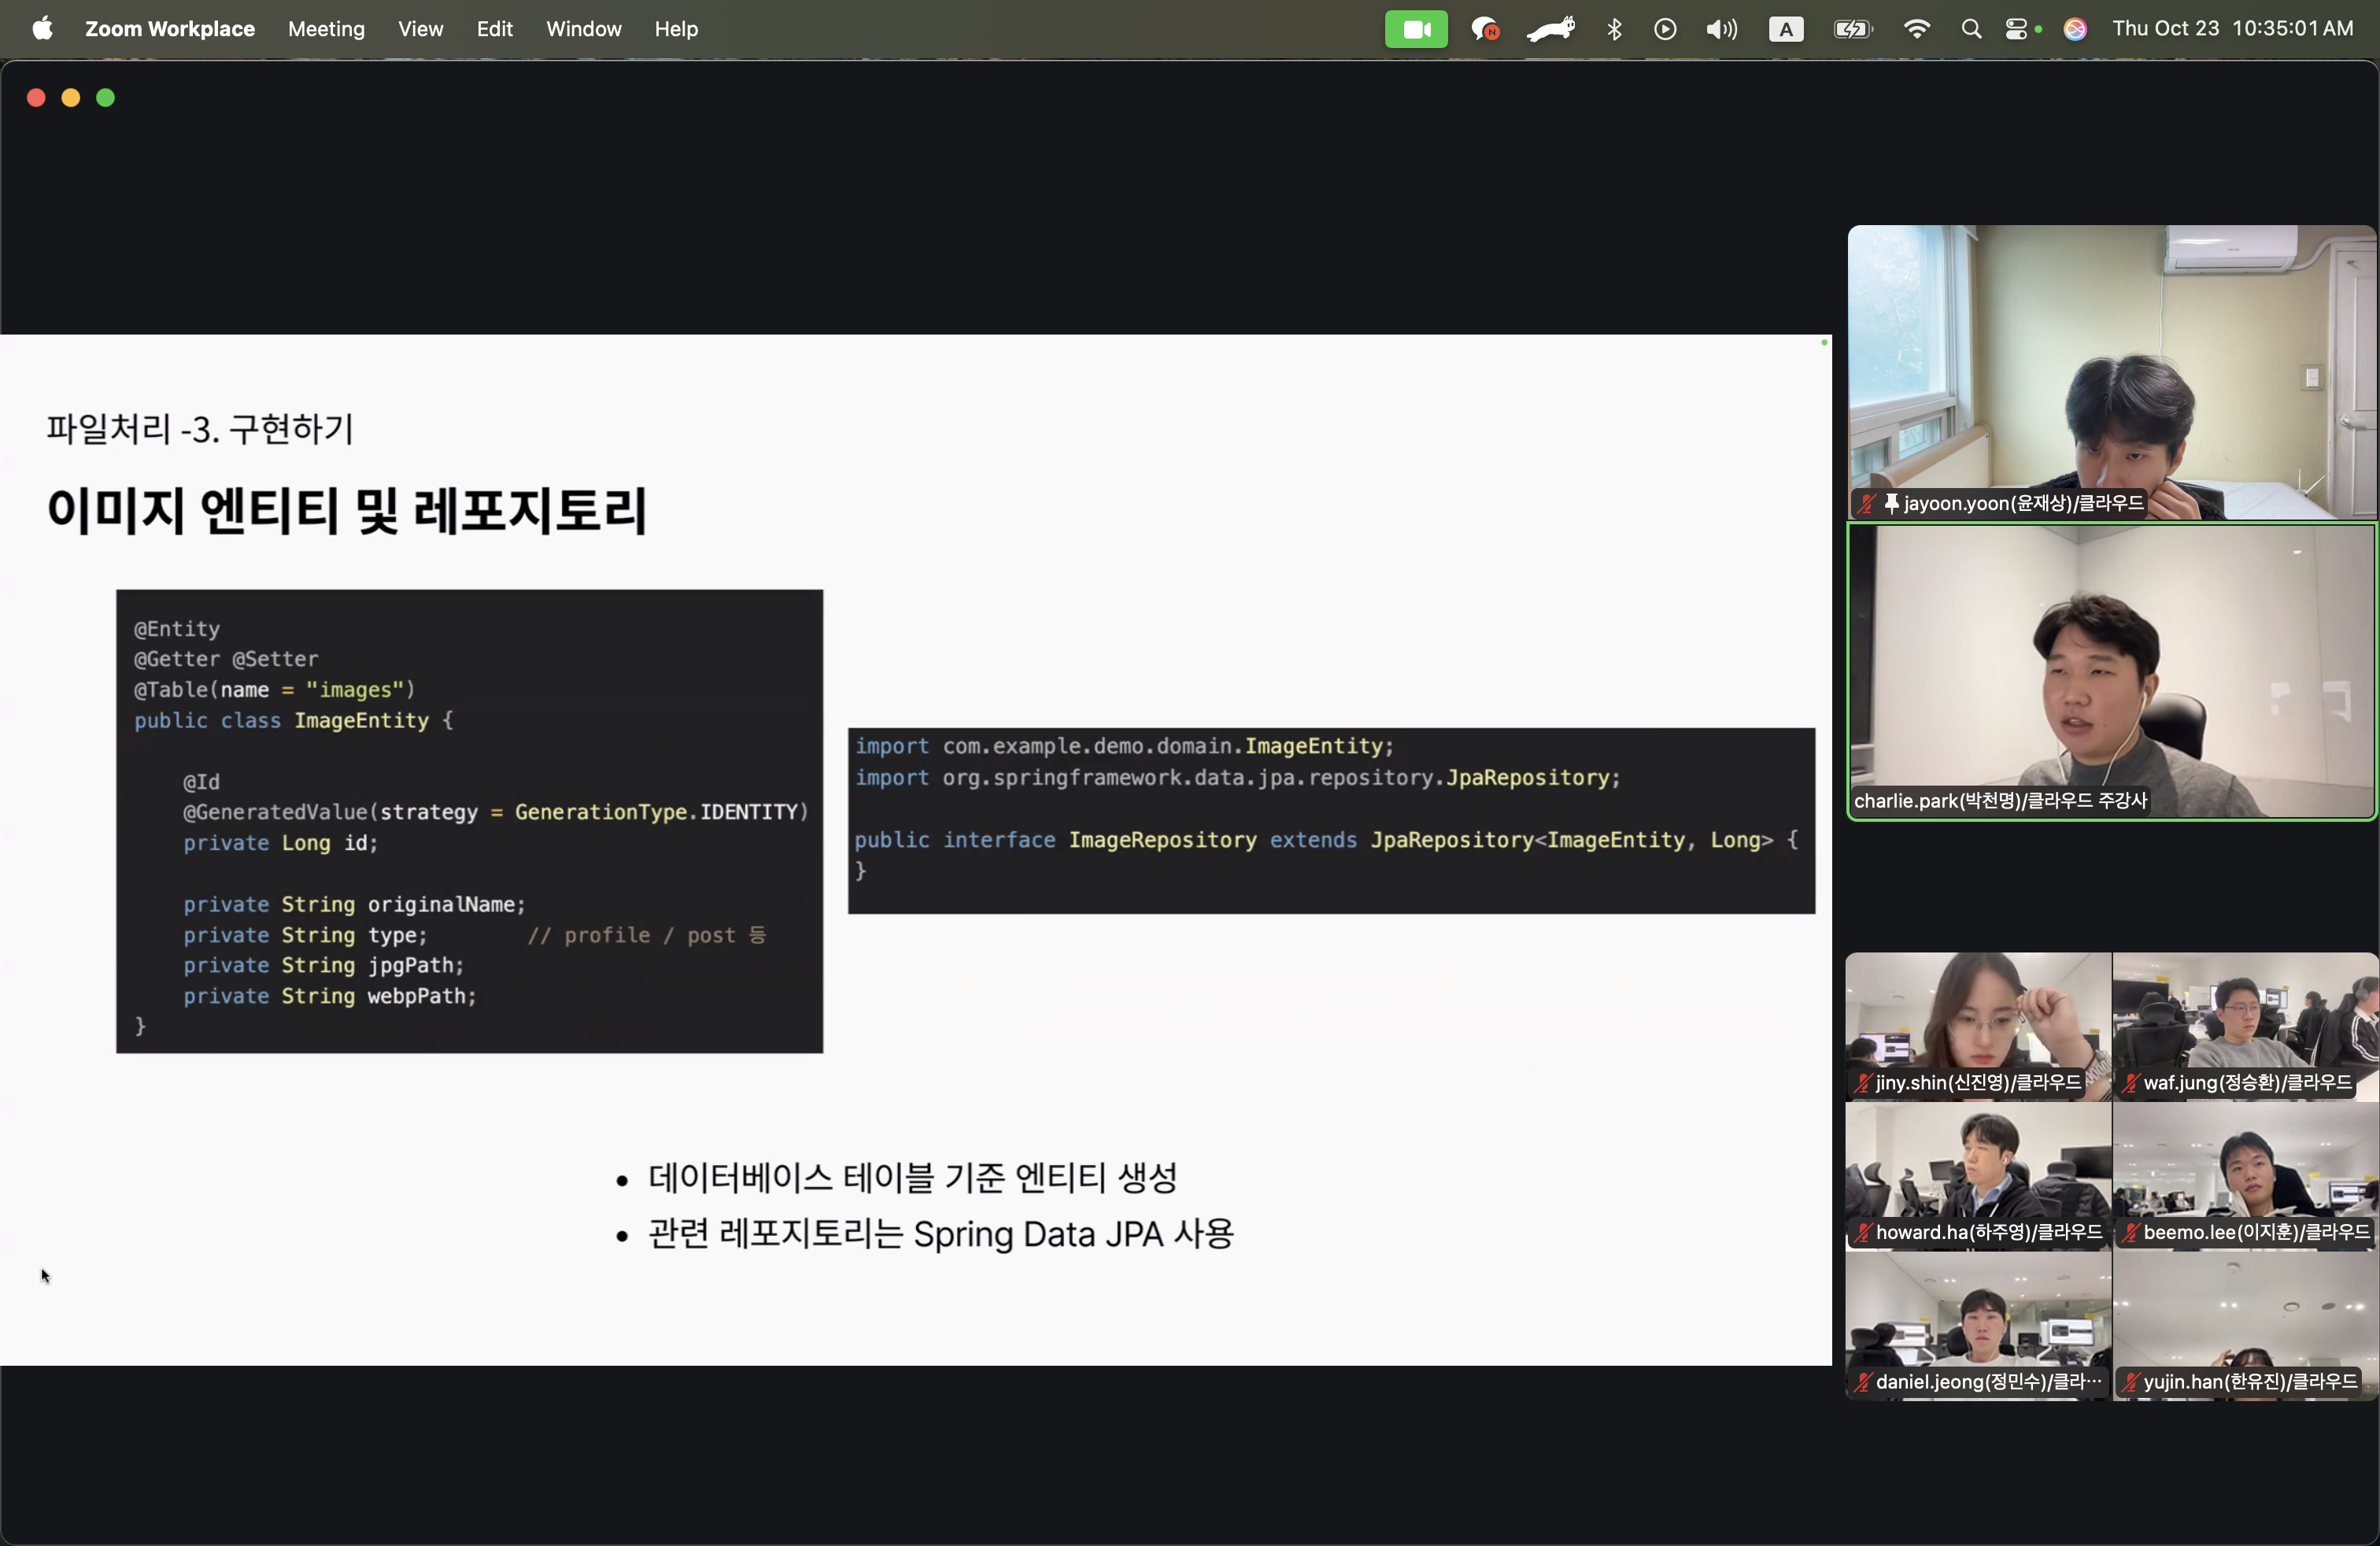 Zoom Workplace Meeting View Edit Window Help
N
A
Thu Oct 23 10:35:01 AM
파일처리 -3. 구현하기
이미지 엔티티 및 레포지토리
@Entity
@Getter @Setter
@Table(name = "images")
public class ImageEntity {
@Id
@GeneratedValue(strategy = GenerationType.IDENTITY)
private Long id;
private String originalName;
private String type; // profile / post 등
private String jpgPath;
private String webpPath;
}
import com.example.demo.domain.ImageEntity;
import org.springframework.data.jpa.repository.JpaRepository;
public interface ImageRepository extends JpaRepository<ImageEntity, Long> {
}
• 데이터베이스 테이블 기준 엔티티 생성
• 관련 레포지토리는 Spring Data JPA 사용
jayoon.yoon(윤재상)/클라우드
charlie.park(박천명)/클라우드 주강사
jiny.shin(신진영)/클라우드
waf.jung(정승환)/클라우드
howard.ha(하주영)/클라우드
beemo.lee(이지훈)/클라우드
daniel.jeong(정민수)/클라…
yujin.han(한유진)/클라우드